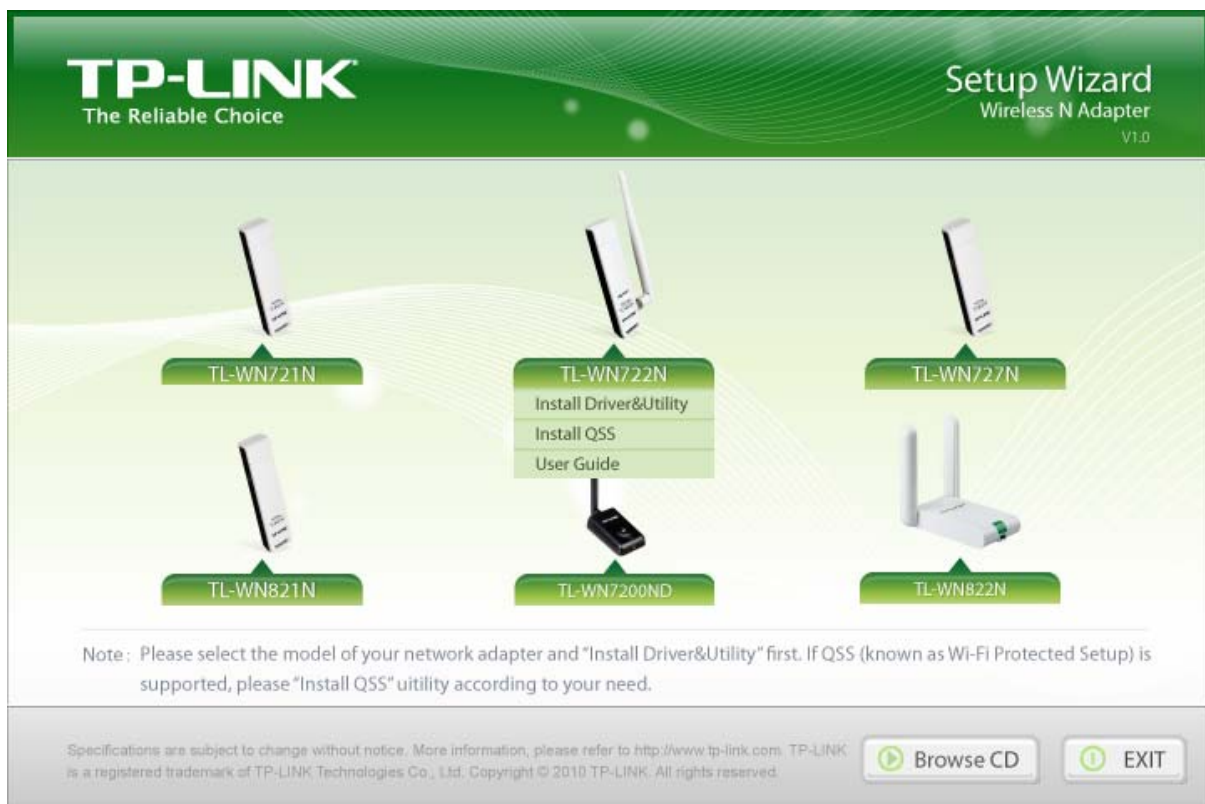 TP-LINK
The Reliable Choice
Setup Wizard
Wireless N Adapter
V1.0
TL-WN721N
TL-WN722N
TL-WN727N
Install Driver&Utility
Install QSS
User Guide
TL-WN821N
TL-WN7200ND
TL-WN822N
Note : Please select the model of your network adapter and "Install Driver&Utility" first. If QSS (known as Wi-Fi Protected Setup) is
supported, please "Install QSS" uitility according to your need.
Specifications are subject to change without notice. More information, please refer to http://www.tp-link.com. TP-LINK
is a registered trademark of TP-LINK Technologies Co., Ltd. Copyright © 2010 TP-LINK. All rights reserved.
Browse CD
EXIT